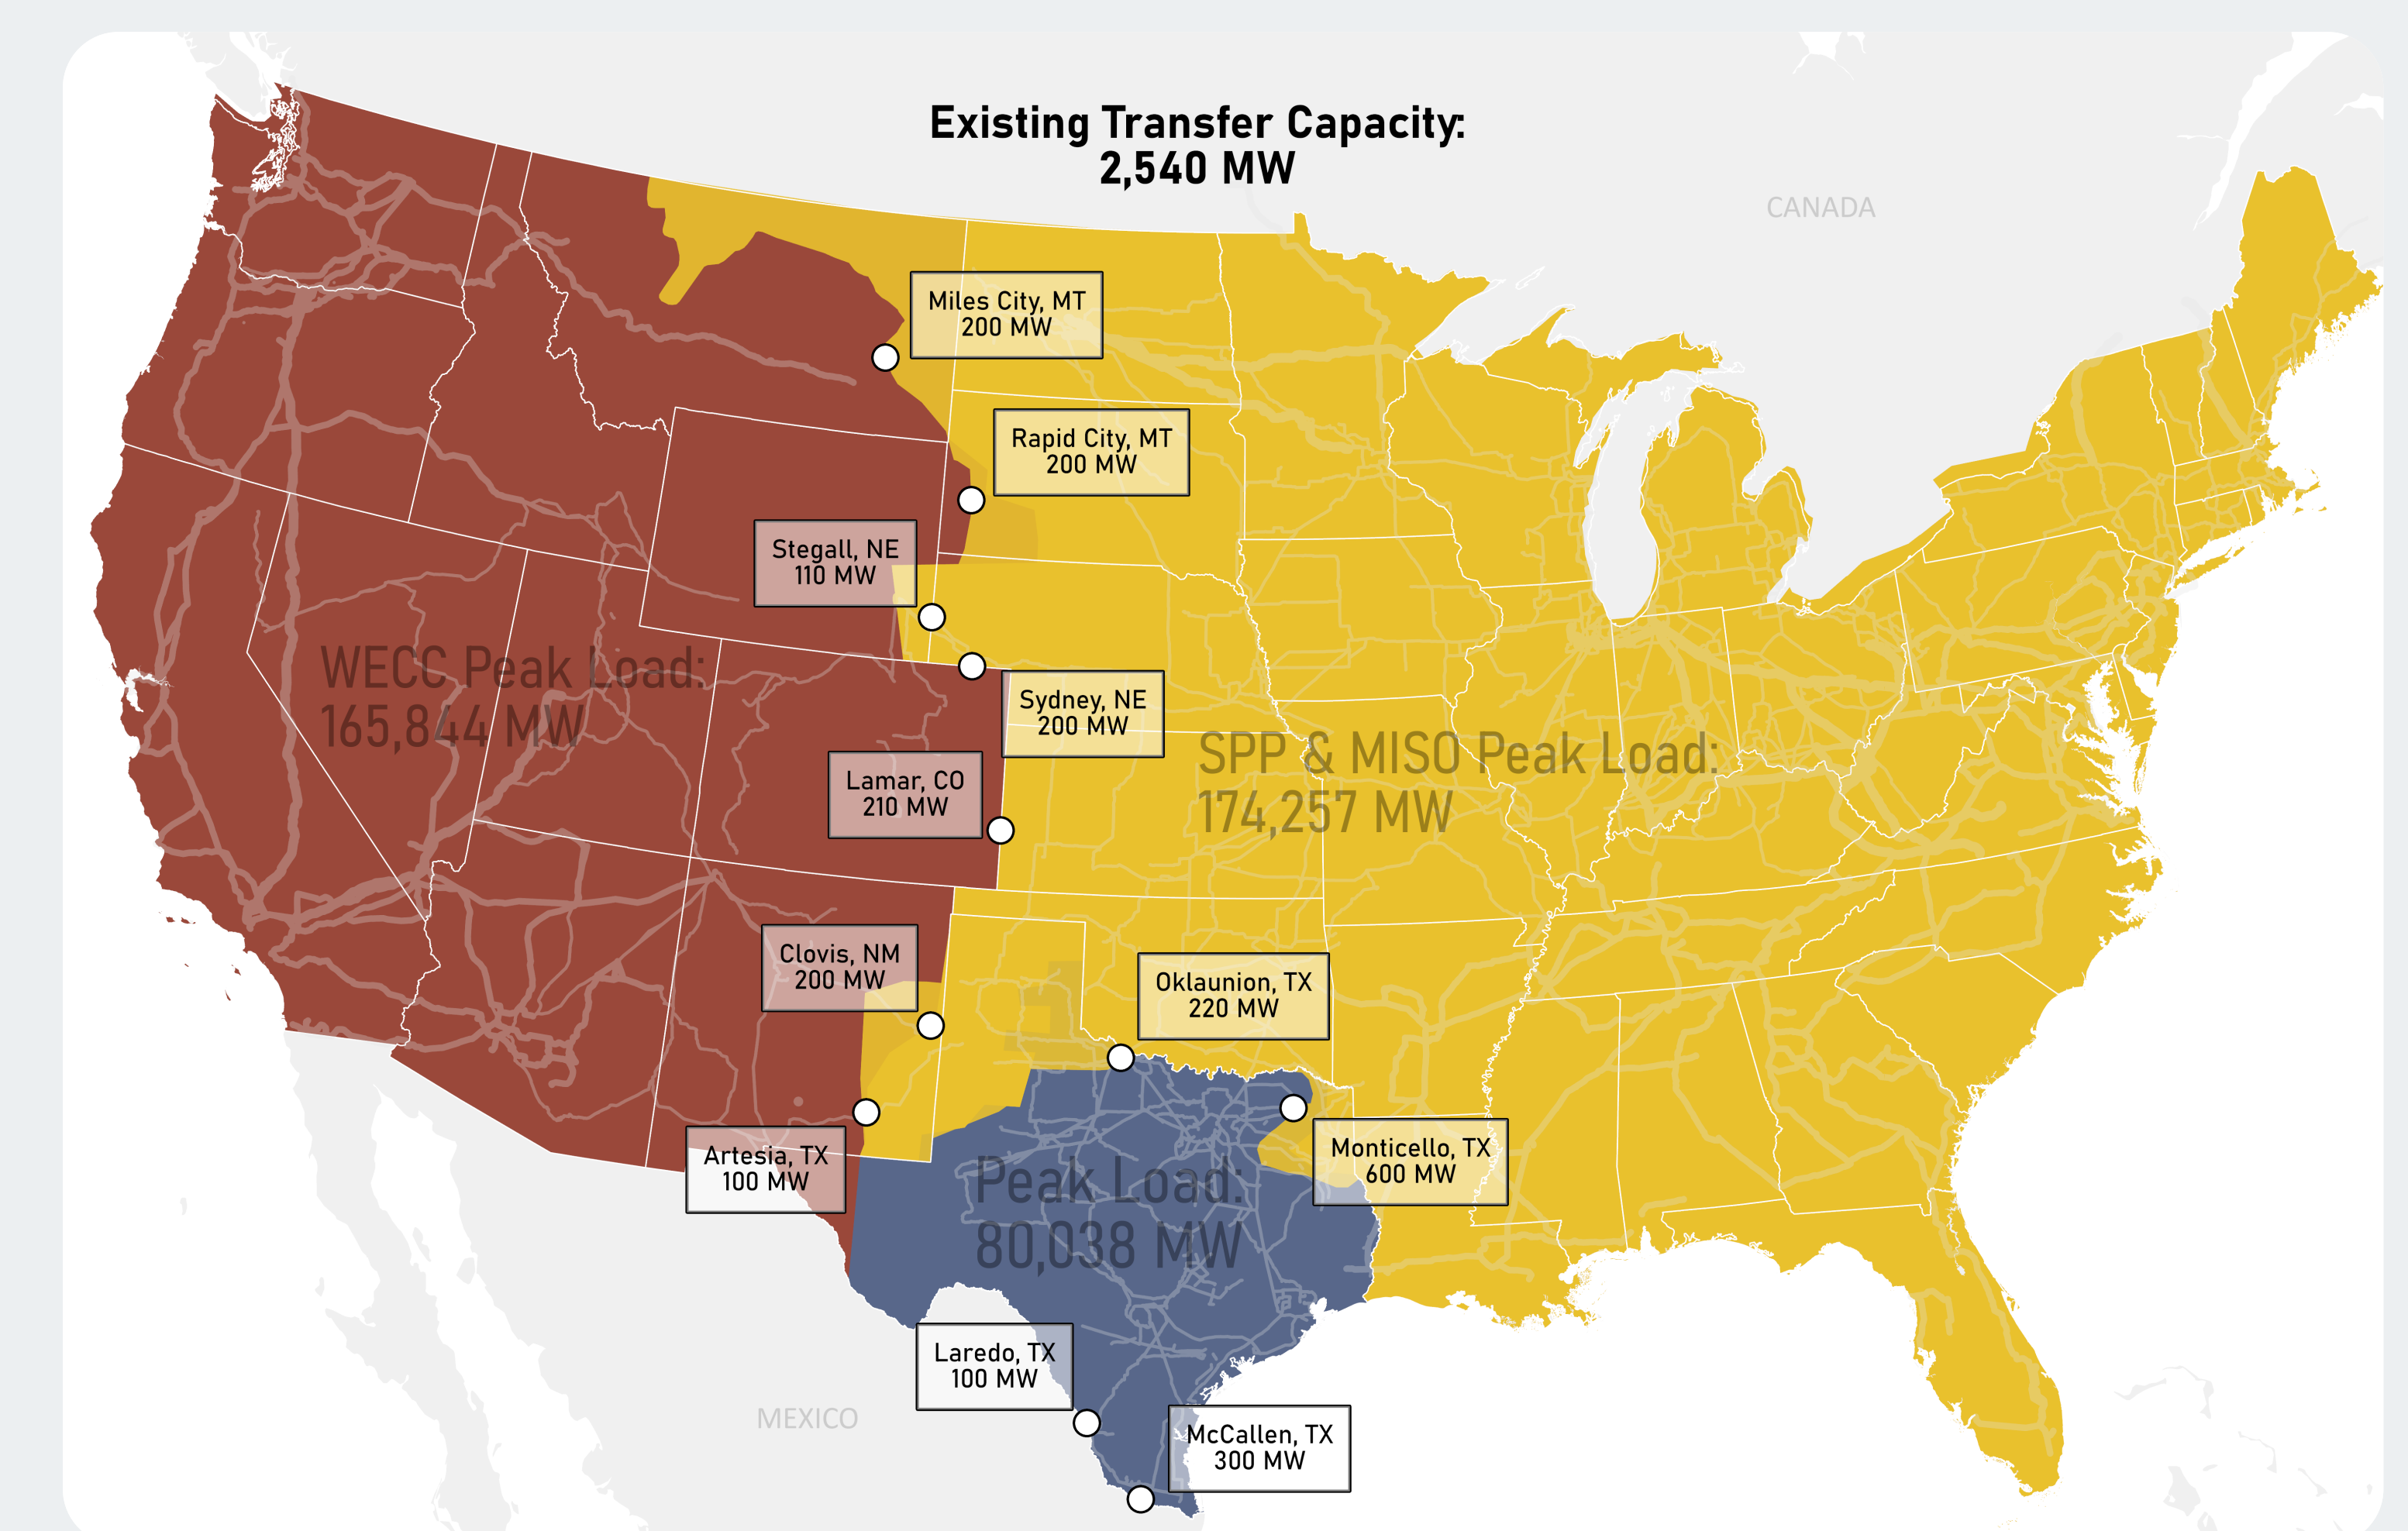 Existing Transfer Capacity:
2,540 MW
CANADA
Miles City, MT
200 MW
Rapid City, MT
200 MW
Stegall, NE
110 MW
WECC Peak Load:
165,844 MW
Sydney, NE
200 MW
SPP & MISO Peak Load:
174,257 MW
Lamar, CO
210 MW
Clovis, NM
200 MW
Oklaunion, TX
220 MW
Artesia, TX
100 MW
Monticello, TX
600 MW
Peak Load:
80,038 MW
Laredo, TX
100 MW
MEXICO
McCallen, TX
300 MW